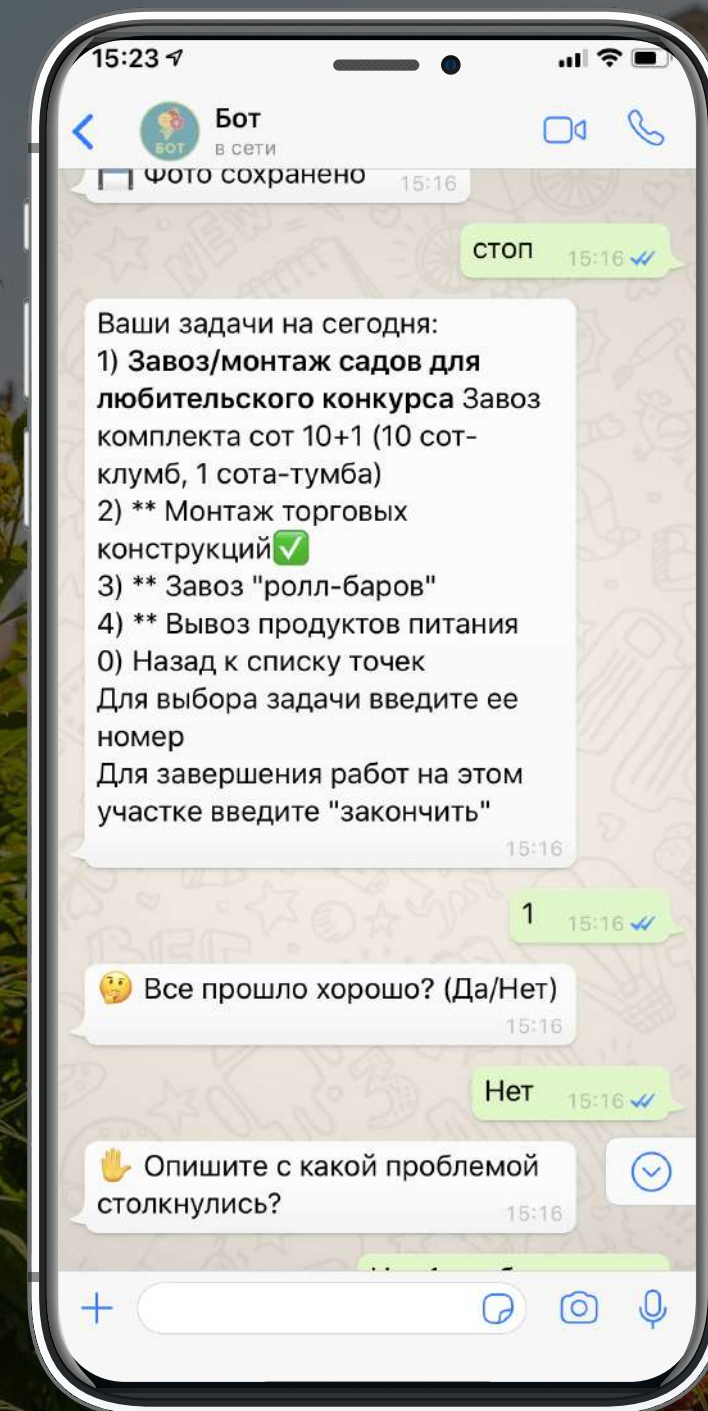 15:23
Бот
БОТ
в сети
Фото сохранено 15:16
стоп 15:16
Ваши задачи на сегодня:
1) Завоз/монтаж садов для
любительского конкурса Завоз
комплекта сот 10+1 (10 сот-
клумб, 1 сота-тумба)
2) ** Монтаж торговых
конструкций✅
3) ** Завоз "ролл-баров"
4) ** Вывоз продуктов питания
0) Назад к списку точек
Для выбора задачи введите ее
номер
Для завершения работ на этом
участке введите "закончить"
15:16
1 15:16
🤔 Все прошло хорошо? (Да/Нет)
15:16
Нет 15:16
✋ Опишите с какой проблемой
столкнулись? 15:16